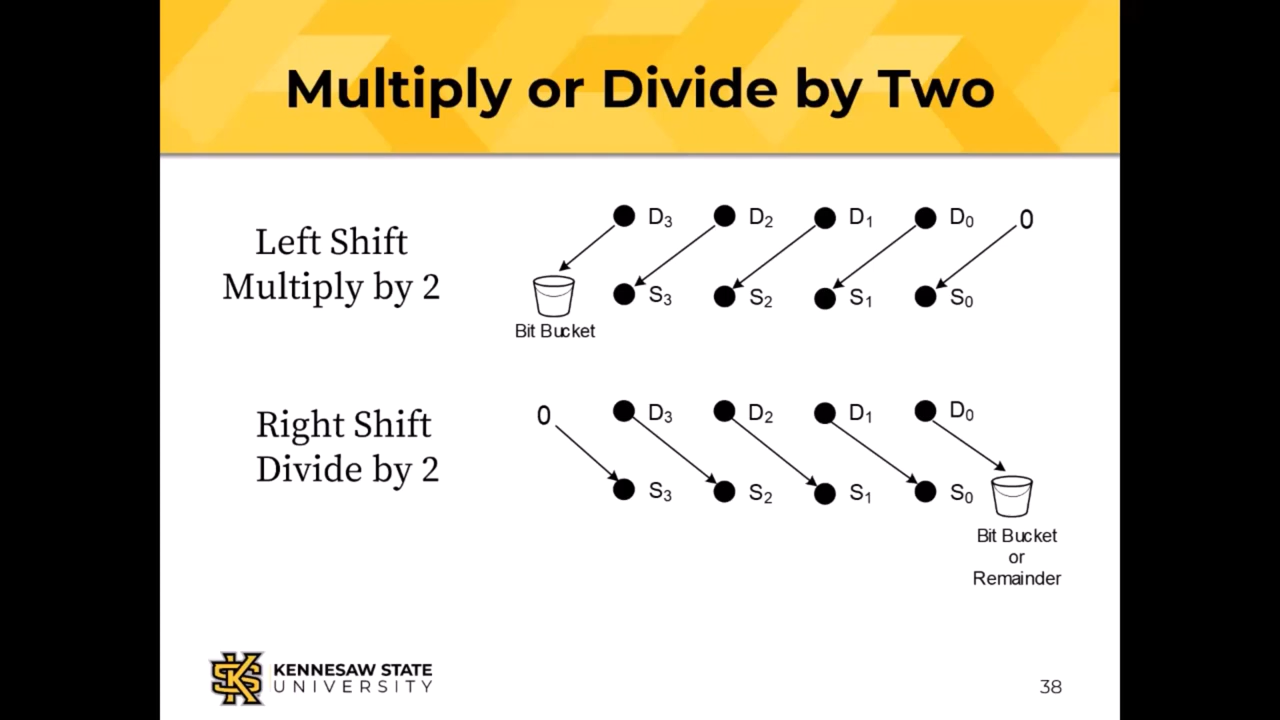 Multiply or Divide by Two
Left Shift
Multiply by 2
D₃ D₂ D₁ D₀ 0
S₃ S₂ S₁ S₀
Bit Bucket
Right Shift
Divide by 2
0 D₃ D₂ D₁ D₀
S₃ S₂ S₁ S₀
Bit Bucket
or
Remainder
KS
KENNESAW STATE
UNIVERSITY
38